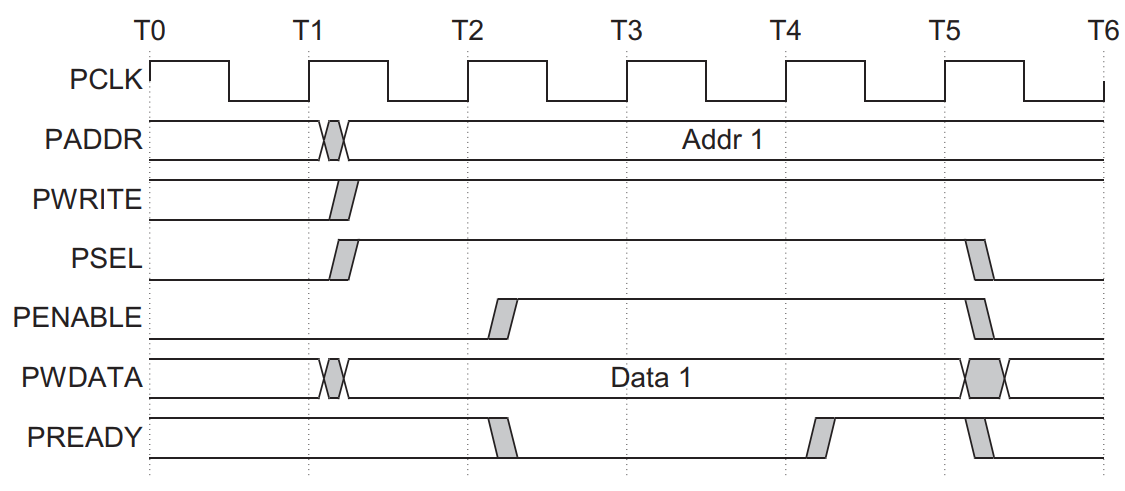 T0 T1 T2 T3 T4 T5 T6
PCLK
PADDR Addr 1
PWRITE
PSEL
PENABLE
PWDATA Data 1
PREADY